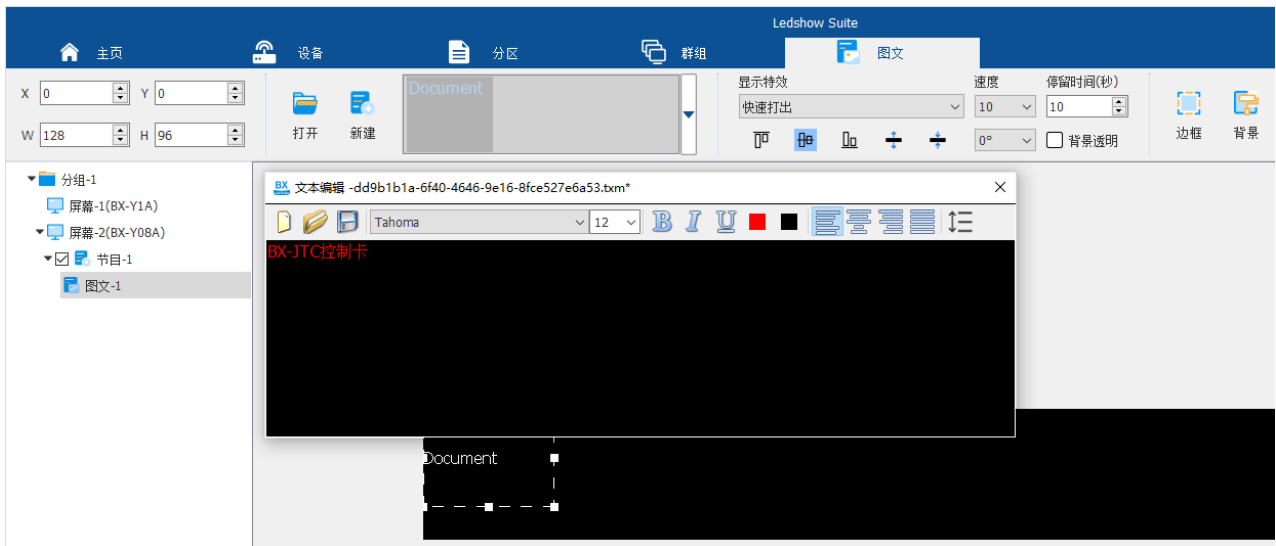 Ledshow Suite
主页
设备
分区
群组
图文
X 0 Y 0
W 128 H 96
打开
新建
Document
显示特效
快速打出
速度
10
停留时间(秒)
10
0°
背景透明
边框
背景
分组-1
屏幕-1(BX-Y1A)
屏幕-2(BX-Y08A)
节目-1
图文-1
BX 文本编辑 -dd9b1b1a-6f40-4646-9e16-8fce527e6a53.txm*
Tahoma 12 B I U
BX-JTC控制卡
Document